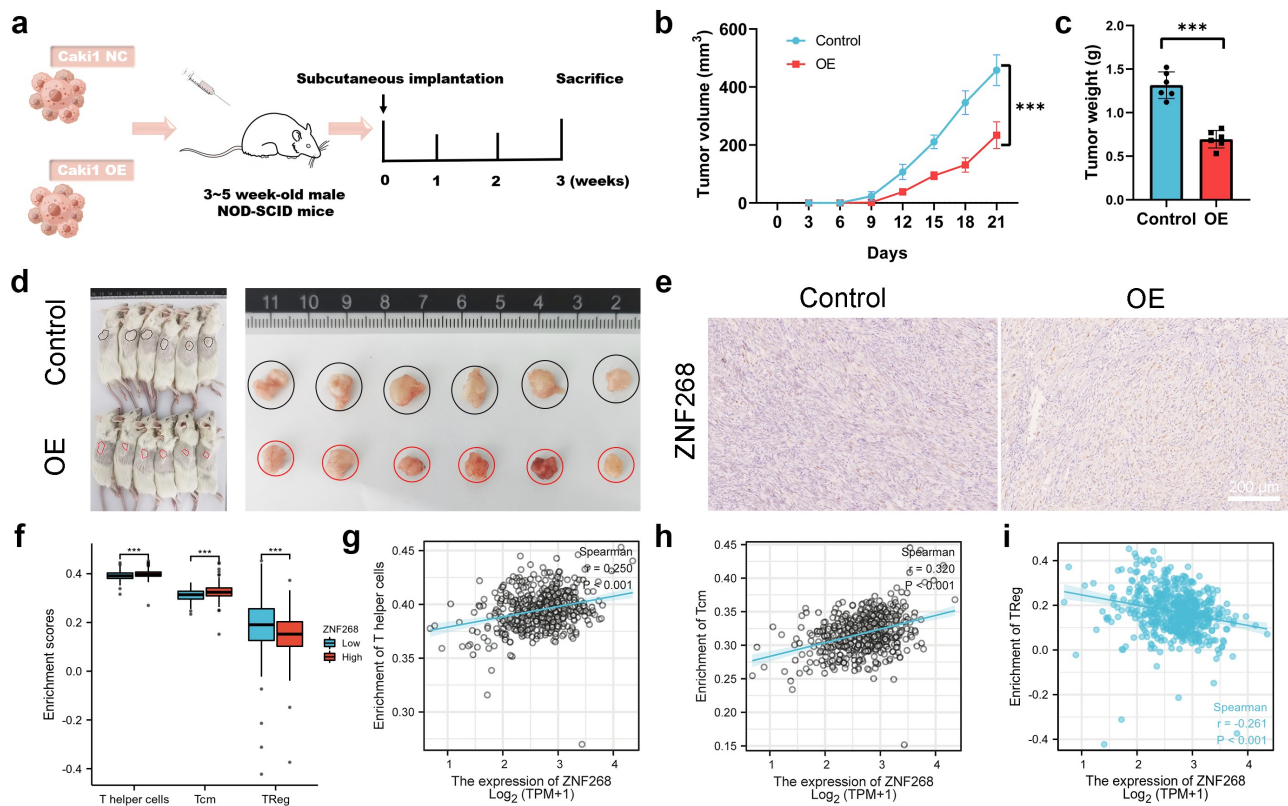 a
Caki1 NC
Caki1 OE
Subcutaneous implantation
Sacrifice
0 1 2 3 (weeks)
3~5 week-old male
NOD-SCID mice
b
Tumor volume (mm³)
600
400
200
0
Control
OE
***
0 3 6 9 12 15 18 21
Days
c
Tumor weight (g)
2.0
1.5
1.0
0.5
0.0
***
Control OE
d
Control
OE
11 10 9 8 7 6 5 4 3 2
e
Control OE
ZNF268
200 μm
f
Enrichment scores
0.4
0.2
0.0
-0.2
-0.4
*** *** ***
ZNF268
Low
High
T helper cells Tcm TReg
g
Enrichment of T helper cells
0.45
0.40
0.35
0.30
Spearman
r = 0.250
P < 0.001
1 2 3 4
The expression of ZNF268
Log₂ (TPM+1)
h
Enrichment of Tcm
0.45
0.40
0.35
0.30
0.25
0.20
0.15
Spearman
r = 0.320
P < 0.001
1 2 3 4
The expression of ZNF268
Log₂ (TPM+1)
i
Enrichment of TReg
0.4
0.2
0.0
-0.2
-0.4
Spearman
r = -0.261
P < 0.001
1 2 3 4
The expression of ZNF268
Log₂ (TPM+1)